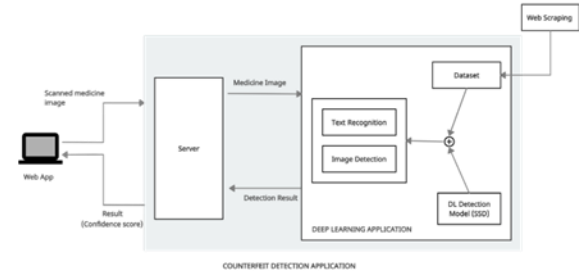 Web Scraping
Scanned medicine
image
Medicine Image
Dataset
Text Recognition
Server
Image Detection
Web App
Detection Result
DL Detection
Model (SSD)
Result
(Confidence score)
DEEP LEARNING APPLICATION
COUNTERFEIT DETECTION APPLICATION